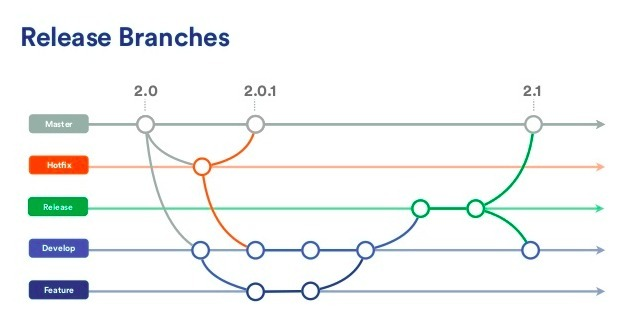 Release Branches
2.0 2.0.1 2.1
Master
Hotfix
Release
Develop
Feature